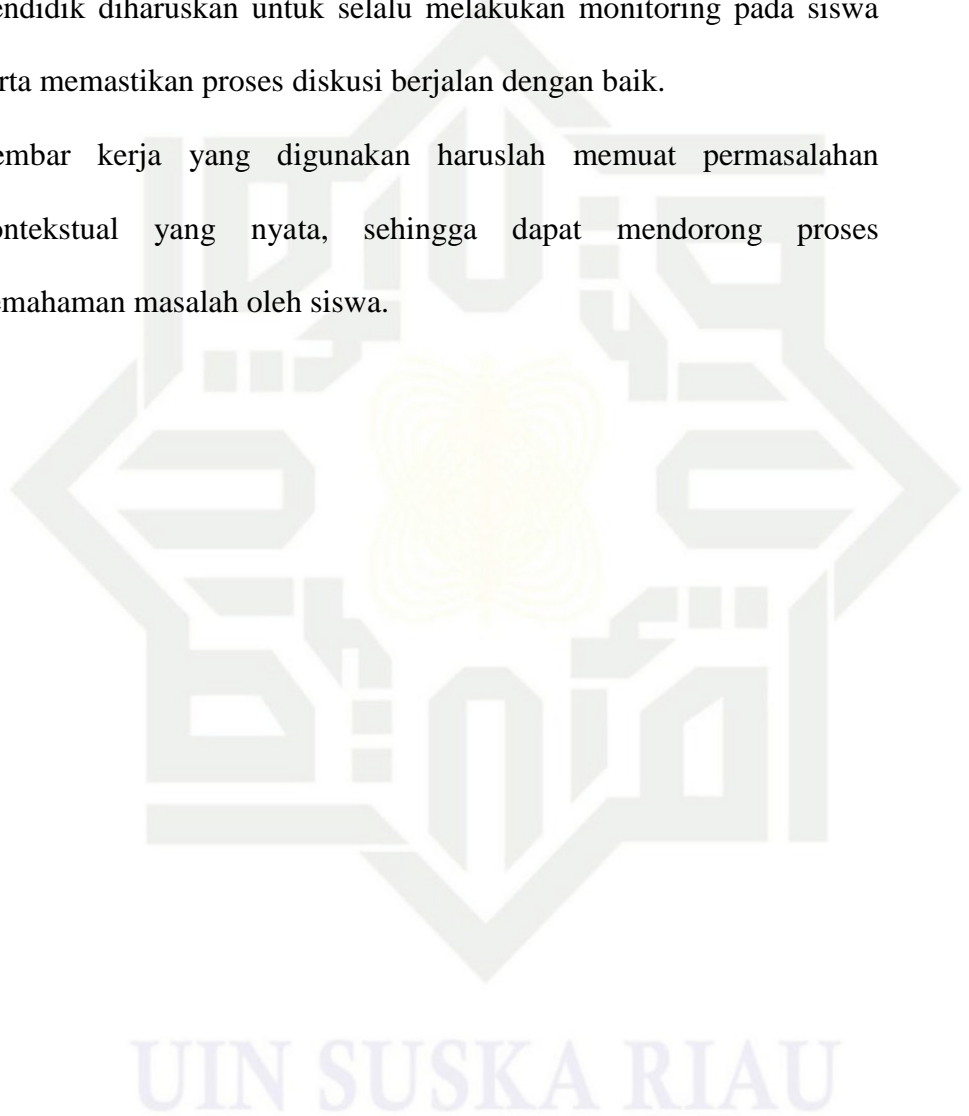 endidik diharuskan untuk selalu melakukan monitoring pada siswa
rta memastikan proses diskusi berjalan dengan baik.
embar kerja yang digunakan haruslah memuat permasalahan
ontekstual yang nyata, sehingga dapat mendorong proses
emahaman masalah oleh siswa.
UIN SUSKA RIAU